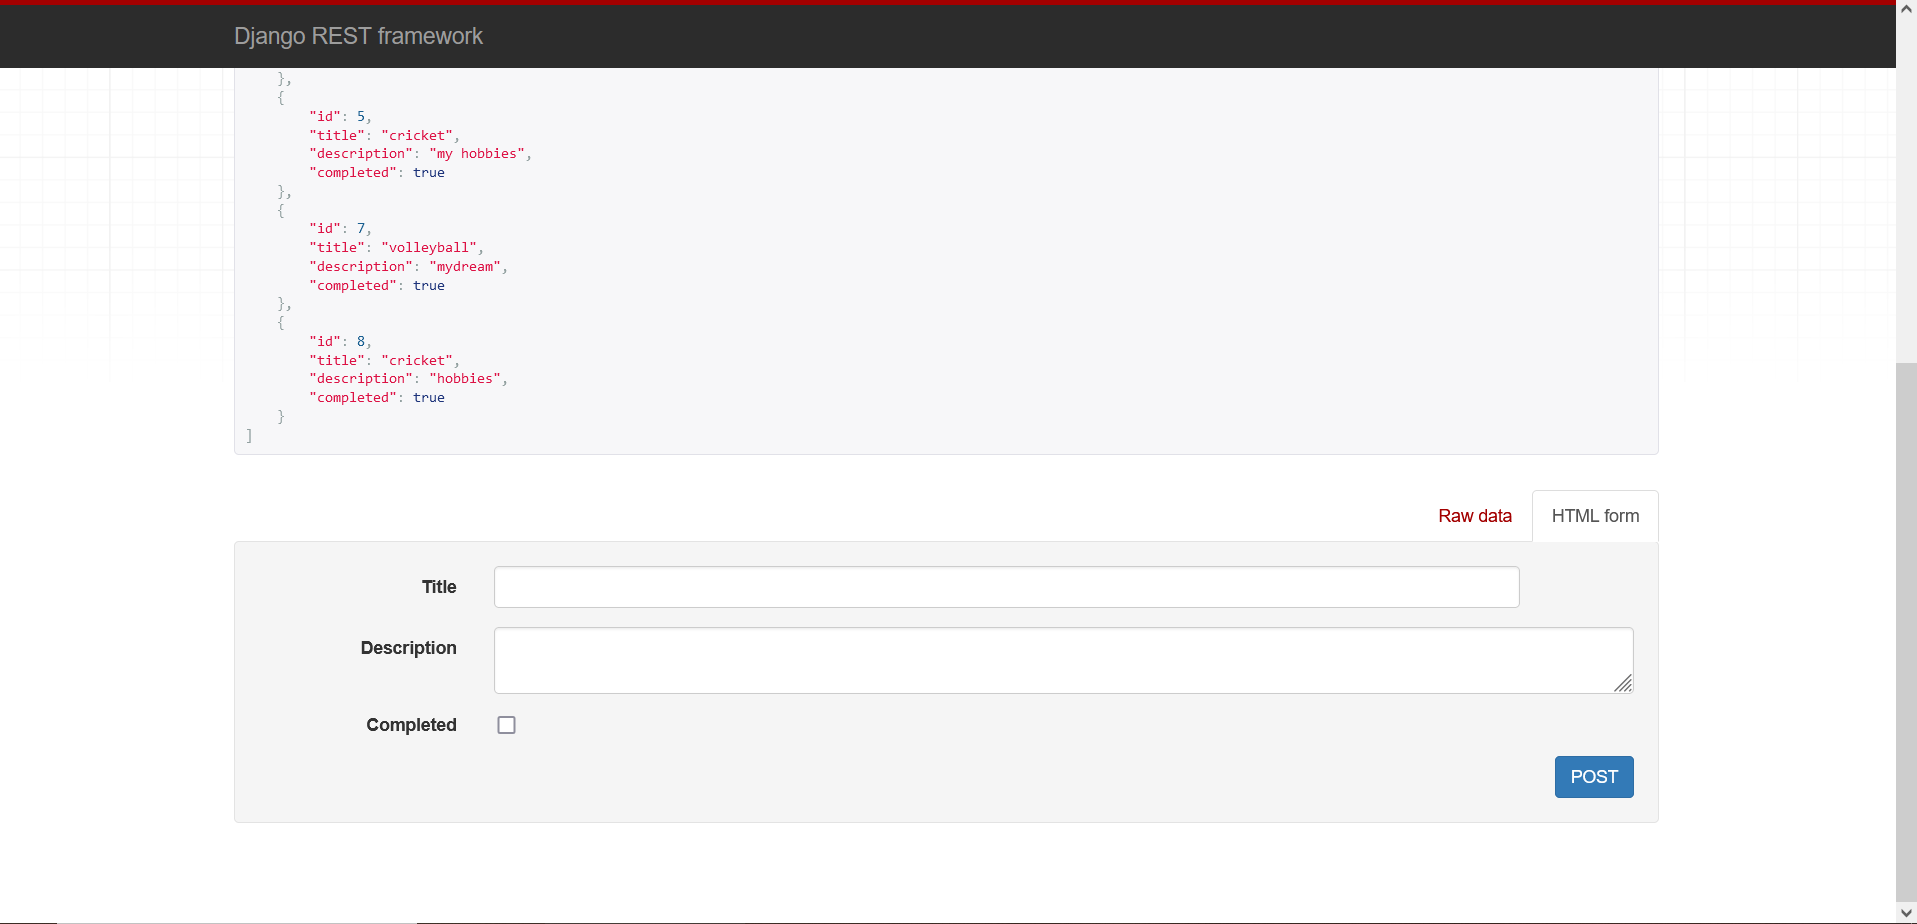 Django REST framework
},
{
"id": 5,
"title": "cricket",
"description": "my hobbies",
"completed": true
},
{
"id": 7,
"title": "volleyball",
"description": "mydream",
"completed": true
},
{
"id": 8,
"title": "cricket",
"description": "hobbies",
"completed": true
}
]
Raw data HTML form
Title
Description
Completed
POST